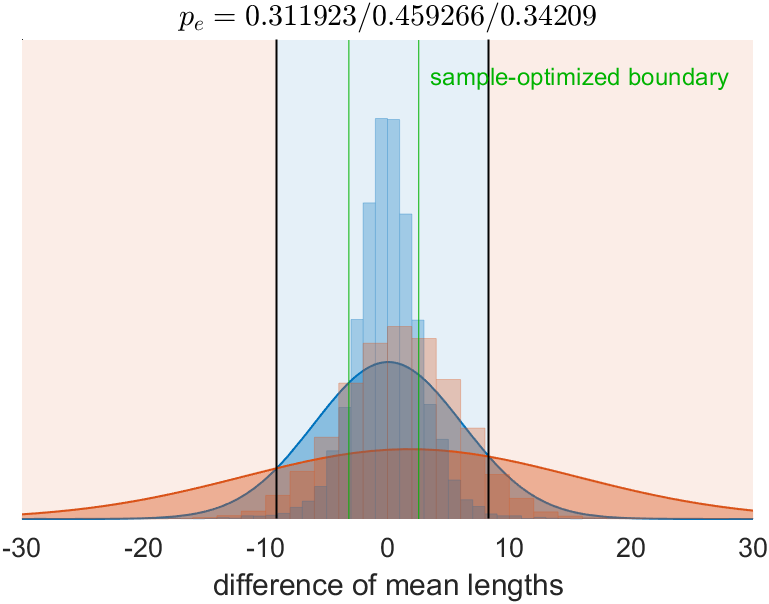 p_e = 0.311923/0.459266/0.34209
sample-optimized boundary
-30 -20 -10 0 10 20 30
difference of mean lengths